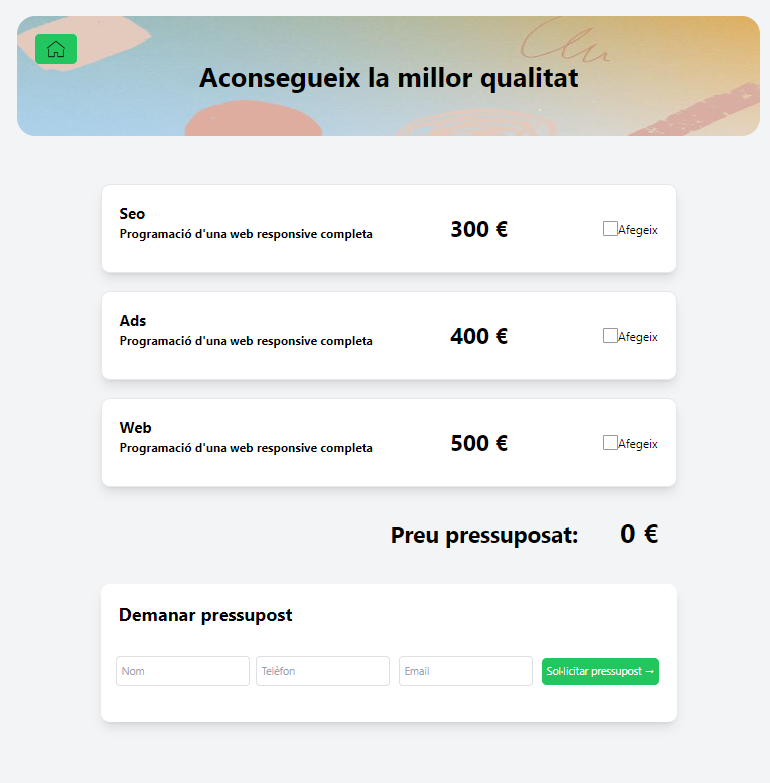 Aconsegueix la millor qualitat
Seo
Programació d'una web responsive completa
300 €
Afegeix
Ads
Programació d'una web responsive completa
400 €
Afegeix
Web
Programació d'una web responsive completa
500 €
Afegeix
Preu pressuposat: 0 €
Demanar pressupost
Nom
Telèfon
Email
Sol·licitar pressupost →